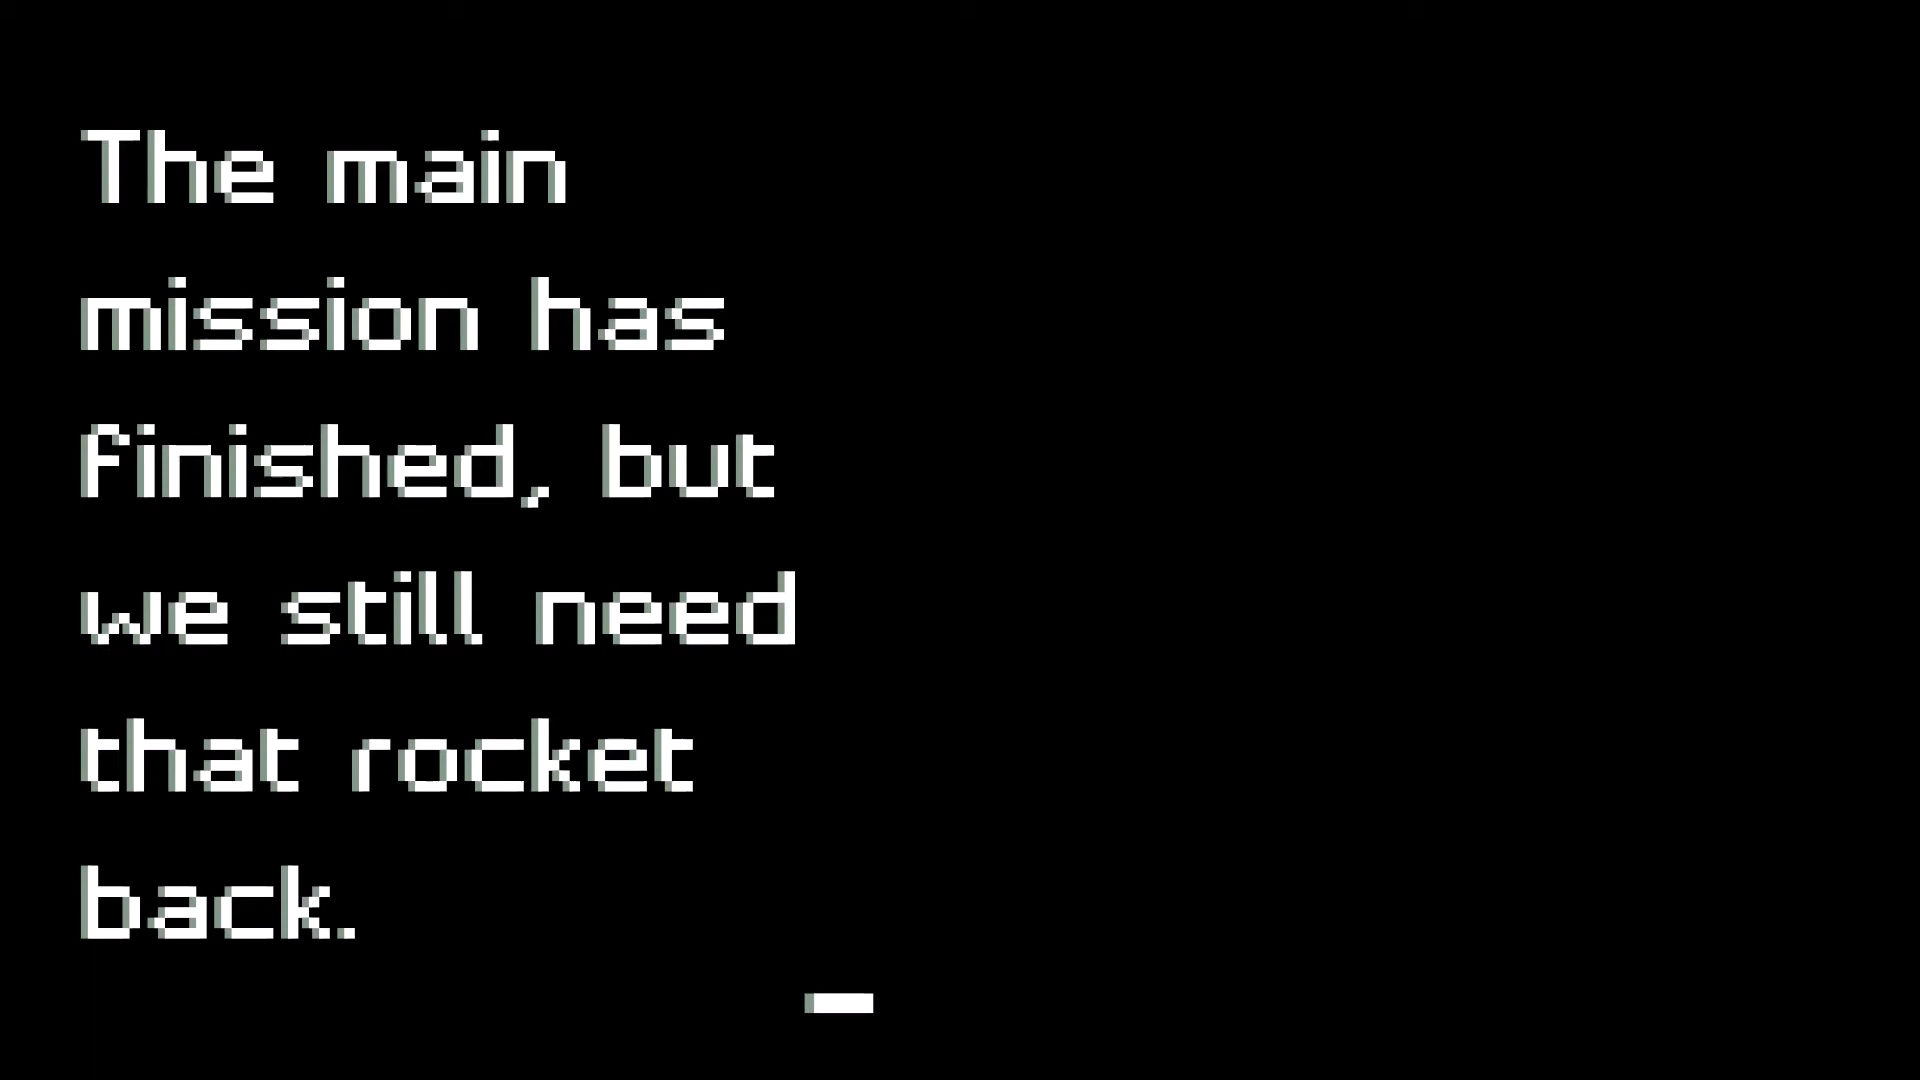 The main
mission has
finished, but
we still need
that rocket
back.